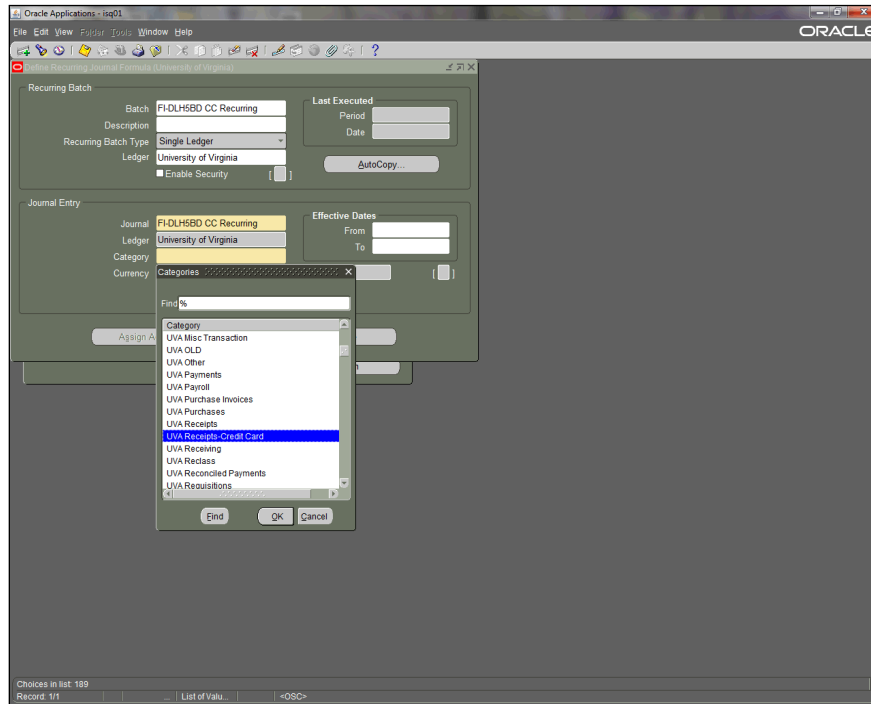 Oracle Applications - isq01
File Edit View Folder Tools Window Help
ORACLE
Define Recurring Journal Formula (University of Virginia)
Recurring Batch
Batch FI-DLH5BD CC Recurring
Description
Recurring Batch Type Single Ledger
Ledger University of Virginia
Enable Security [ ]
Last Executed
Period
Date
AutoCopy...
Journal Entry
Journal FI-DLH5BD CC Recurring
Ledger University of Virginia
Category
Currency
Effective Dates
From
To
[ ]
Categories
Find %
Category
UVA Misc Transaction
UVA OLD
UVA Other
UVA Payments
UVA Payroll
UVA Purchase Invoices
UVA Purchases
UVA Receipts
UVA Receipts-Credit Card
UVA Receiving
UVA Reclass
UVA Reconciled Payments
UVA Requisitions
Find OK Cancel
Assign A
Choices in list: 189
Record: 1/1 ... List of Valu... <OSC>